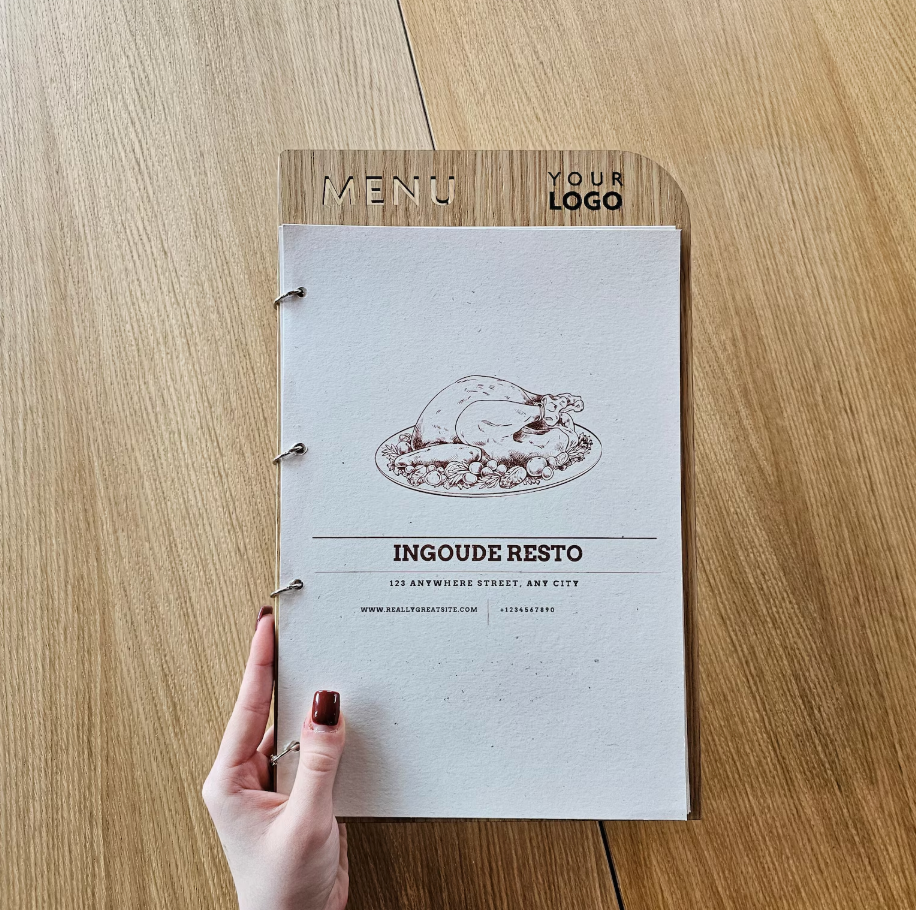 MENU
YOUR
LOGO
INGOUDE RESTO
123 ANYWHERE STREET, ANY CITY
WWW.REALLYGREATSITE.COM
+1234567890